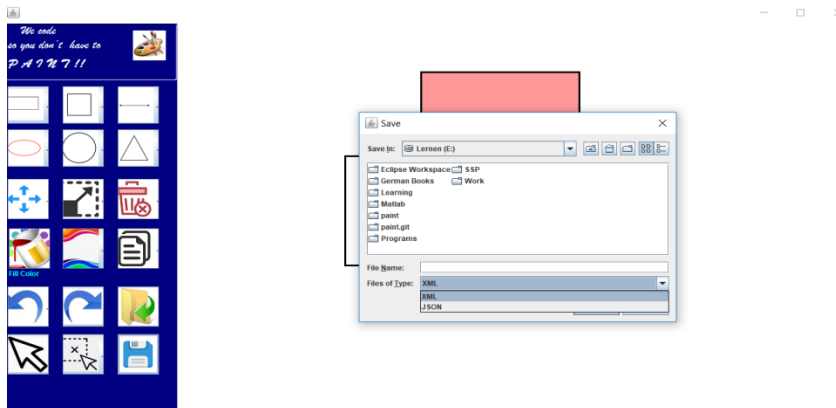 We code
so you don't have to
PAINT!!
Fill Color
Save
Save In: Lernen (E:)
Eclipse Workspace SSP
German Books Work
Learning
Matlab
paint
paint.git
Programs
File Name:
Files of Type: XML
XML
JSON